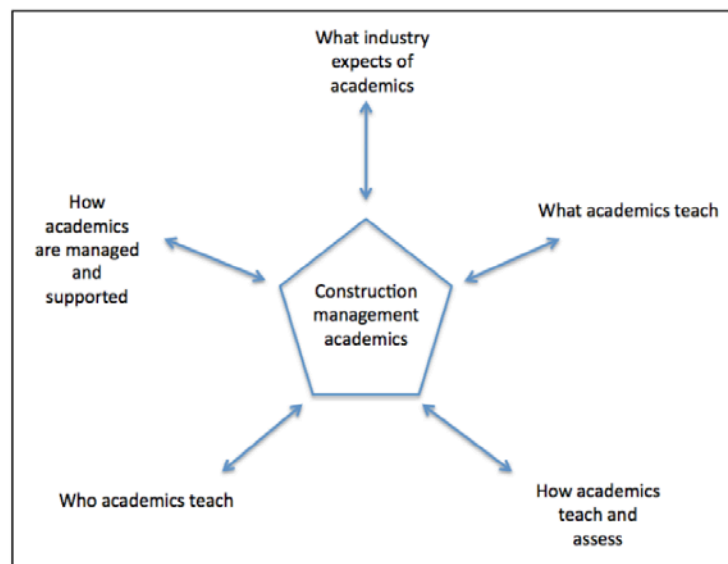 What industry
expects of
academics
How
academics
are managed
and
supported
What academics teach
Construction
management
academics
Who academics teach
How academics
teach and
assess